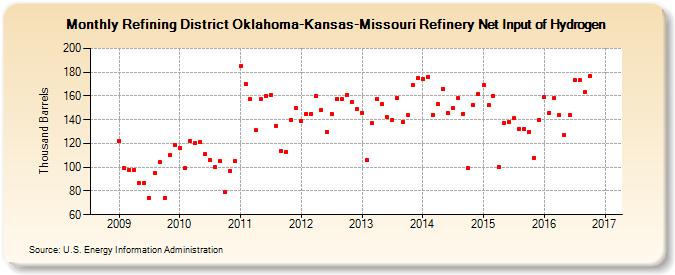 Monthly Refining District Oklahoma-Kansas-Missouri Refinery Net Input of Hydrogen
Thousand Barrels
200
180
160
140
120
100
80
60
2009 2010 2011 2012 2013 2014 2015 2016 2017
Source: U.S. Energy Information Administration